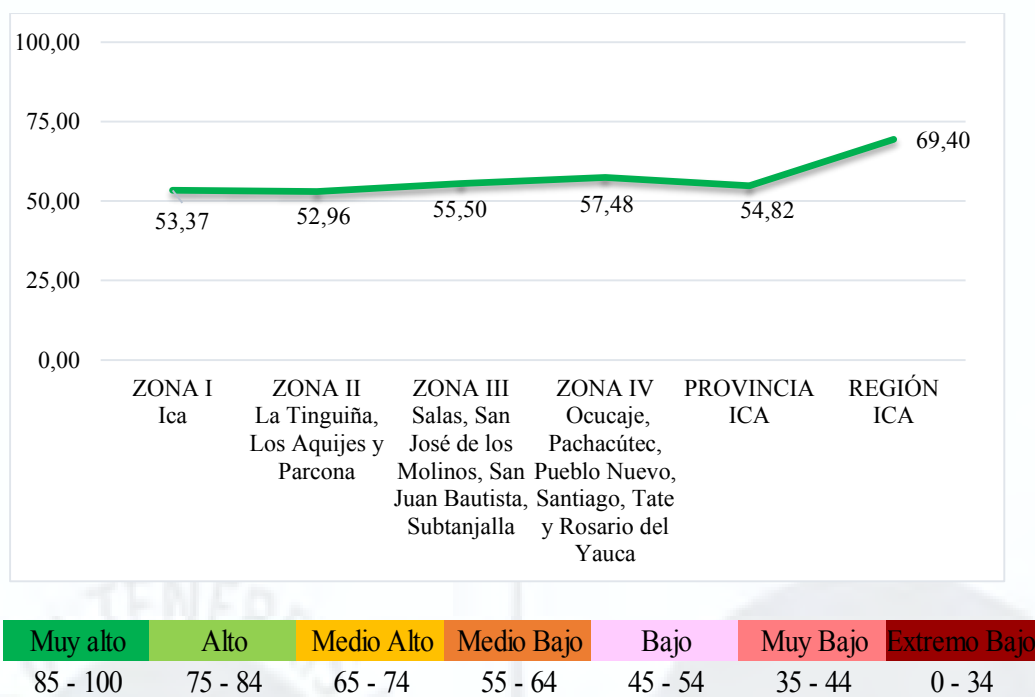 100,00
75,00
50,00
25,00
0,00
53,37
52,96
55,50
57,48
54,82
69,40
ZONA I
Ica
ZONA II
La Tinguiña,
Los Aquijes y
Parcona
ZONA III
Salas, San
José de los
Molinos, San
Juan Bautista,
Subtanjalla
ZONA IV
Ocucaje,
Pachacútec,
Pueblo Nuevo,
Santiago, Tate
y Rosario del
Yauca
PROVINCIA
ICA
REGIÓN
ICA
Muy alto Alto Medio Alto Medio Bajo Bajo Muy Bajo Extremo Bajo
85 - 100 75 - 84 65 - 74 55 - 64 45 - 54 35 - 44 0 - 34